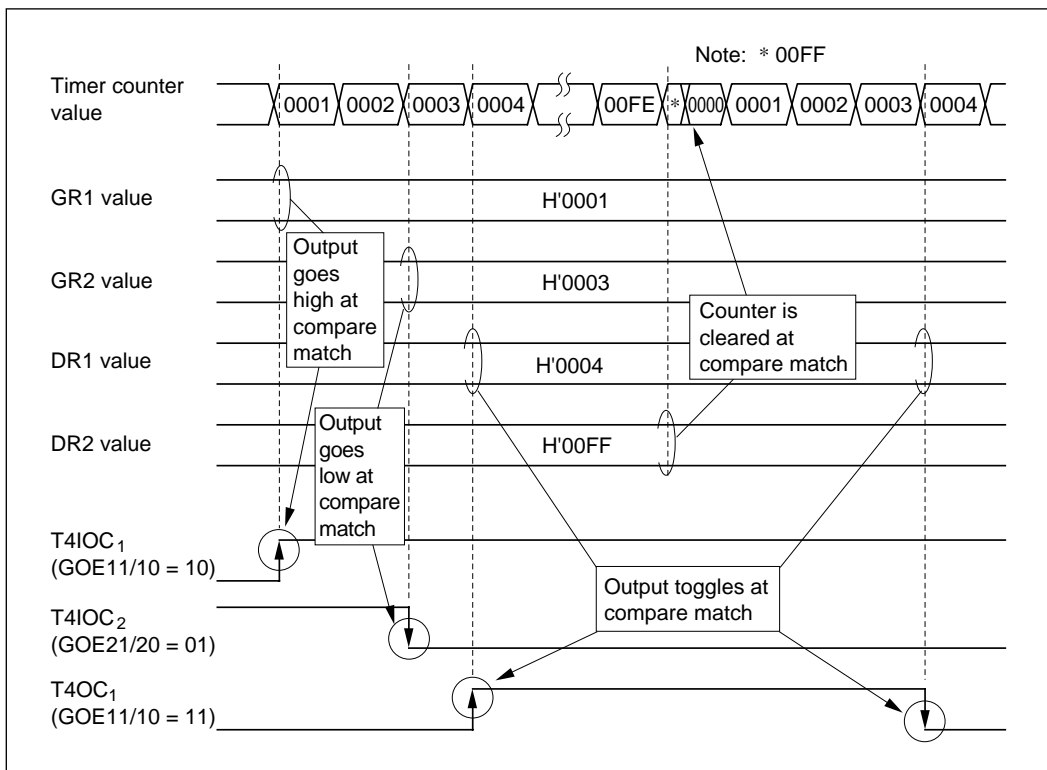 Note: * 00FF
Timer counter
value
0001 0002 0003 0004 00FE * 0000 0001 0002 0003 0004
GR1 value
H'0001
Output
goes
high at
compare
match
GR2 value
H'0003
Counter is
cleared at
compare match
DR1 value
H'0004
Output
goes
low at
compare
match
DR2 value
H'00FF
T4IOC1
(GOE11/10 = 10)
Output toggles at
compare match
T4IOC2
(GOE21/20 = 01)
T4OC1
(GOE11/10 = 11)